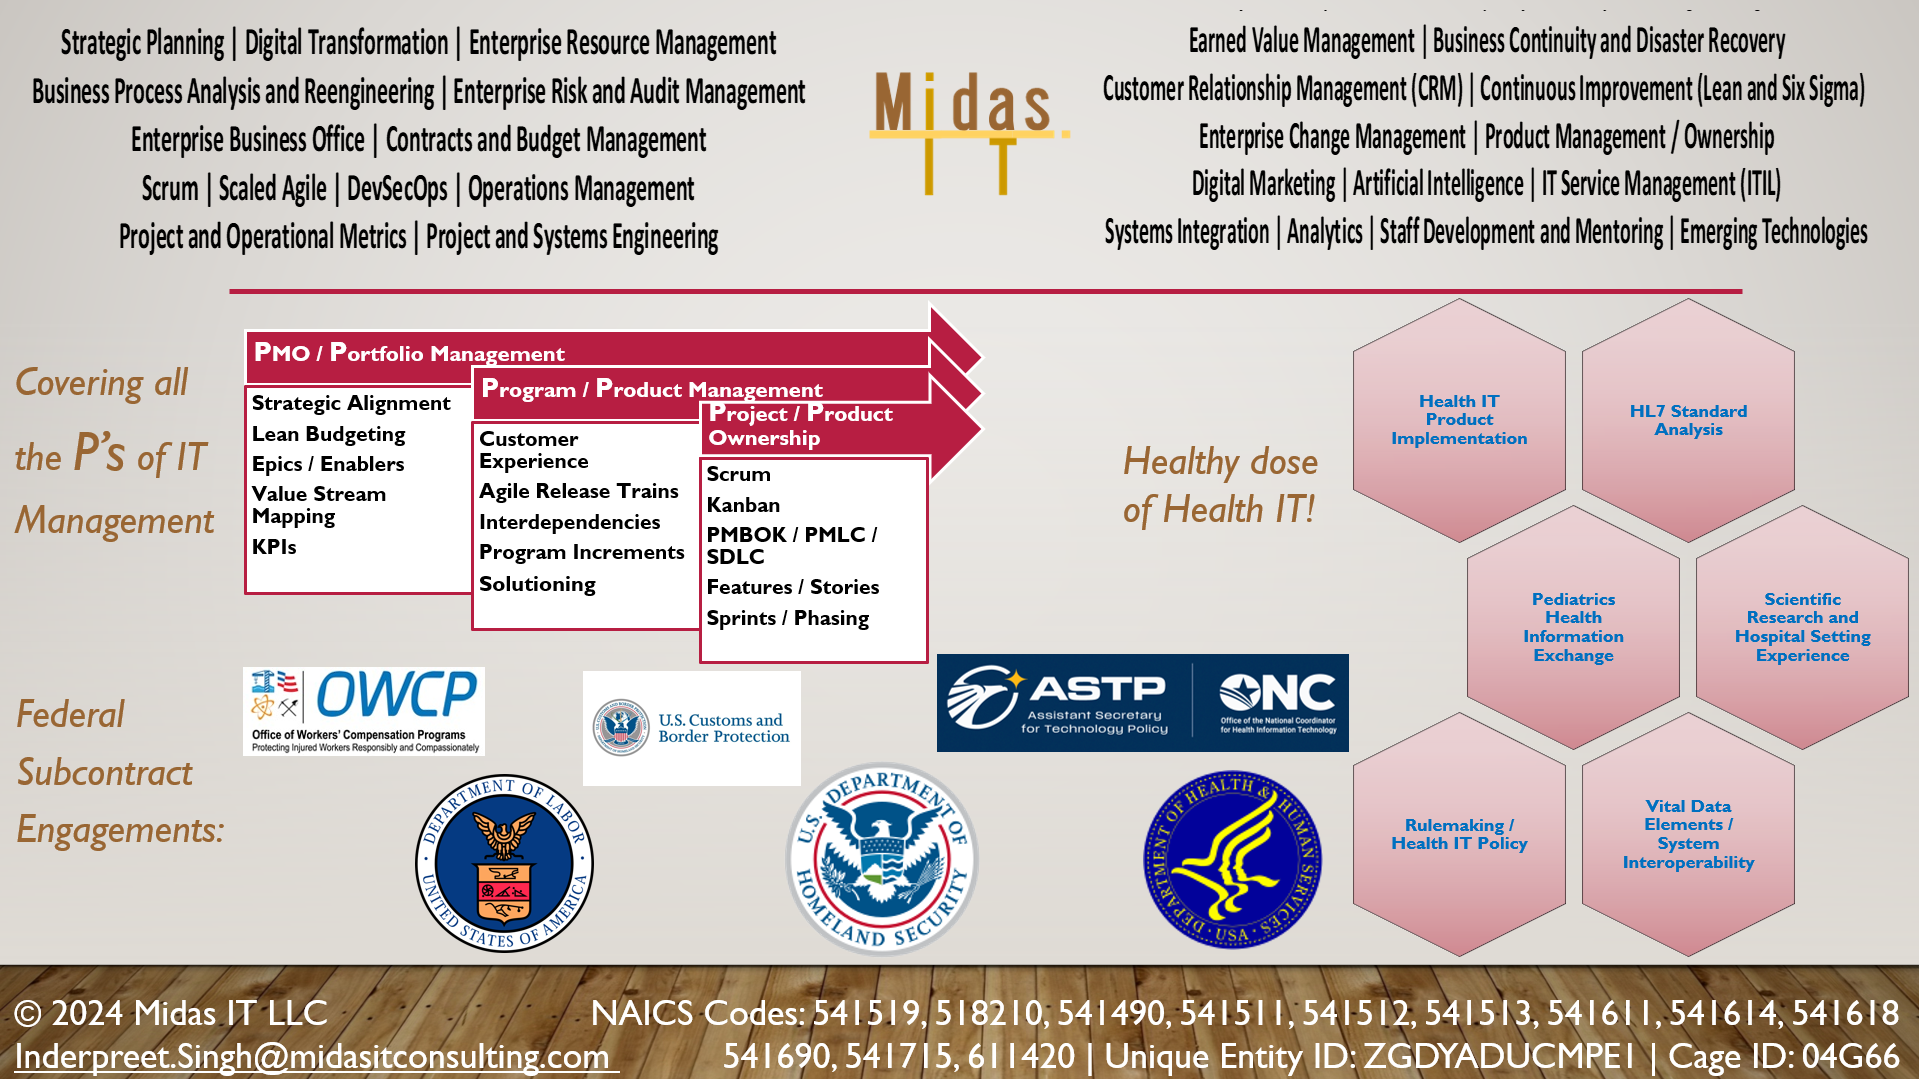 Strategic Planning | Digital Transformation | Enterprise Resource Management
Business Process Analysis and Reengineering | Enterprise Risk and Audit Management
Enterprise Business Office | Contracts and Budget Management
Scrum | Scaled Agile | DevSecOps | Operations Management
Project and Operational Metrics | Project and Systems Engineering
Midas
IT
Earned Value Management | Business Continuity and Disaster Recovery
Customer Relationship Management (CRM) | Continuous Improvement (Lean and Six Sigma)
Enterprise Change Management | Product Management / Ownership
Digital Marketing | Artificial Intelligence | IT Service Management (ITIL)
Systems Integration | Analytics | Staff Development and Mentoring | Emerging Technologies
Covering all
the P's of IT
Management
PMO / Portfolio Management
Strategic Alignment
Lean Budgeting
Epics / Enablers
Value Stream
Mapping
KPIs
Program / Product Management
Customer
Experience
Agile Release Trains
Interdependencies
Program Increments
Solutioning
Project / Product
Ownership
Scrum
Kanban
PMBOK / PMLC /
SDLC
Features / Stories
Sprints / Phasing
Healthy dose
of Health IT!
Health IT
Product
Implementation
HL7 Standard
Analysis
Pediatrics
Health
Information
Exchange
Scientific
Research and
Hospital Setting
Experience
Rulemaking /
Health IT Policy
Vital Data
Elements /
System
Interoperability
Federal
Subcontract
Engagements:
OWCP
Office of Workers' Compensation Programs
Protecting Injured Workers Responsibly and Compassionately
U.S. Customs and
Border Protection
ASTP
Assistant Secretary
for Technology Policy
ONC
Office of the National Coordinator
for Health Information Technology
DEPARTMENT OF LABOR
UNITED STATES OF AMERICA
U.S. DEPARTMENT OF
HOMELAND SECURITY
DEPARTMENT OF HEALTH & HUMAN SERVICES · USA
© 2024 Midas IT LLC
Inderpreet.Singh@midasitconsulting.com
NAICS Codes: 541519, 518210, 541490, 541511, 541512, 541513, 541611, 541614, 541618
541690, 541715, 611420 | Unique Entity ID: ZGDYADUCMPE1 | Cage ID: 04G66